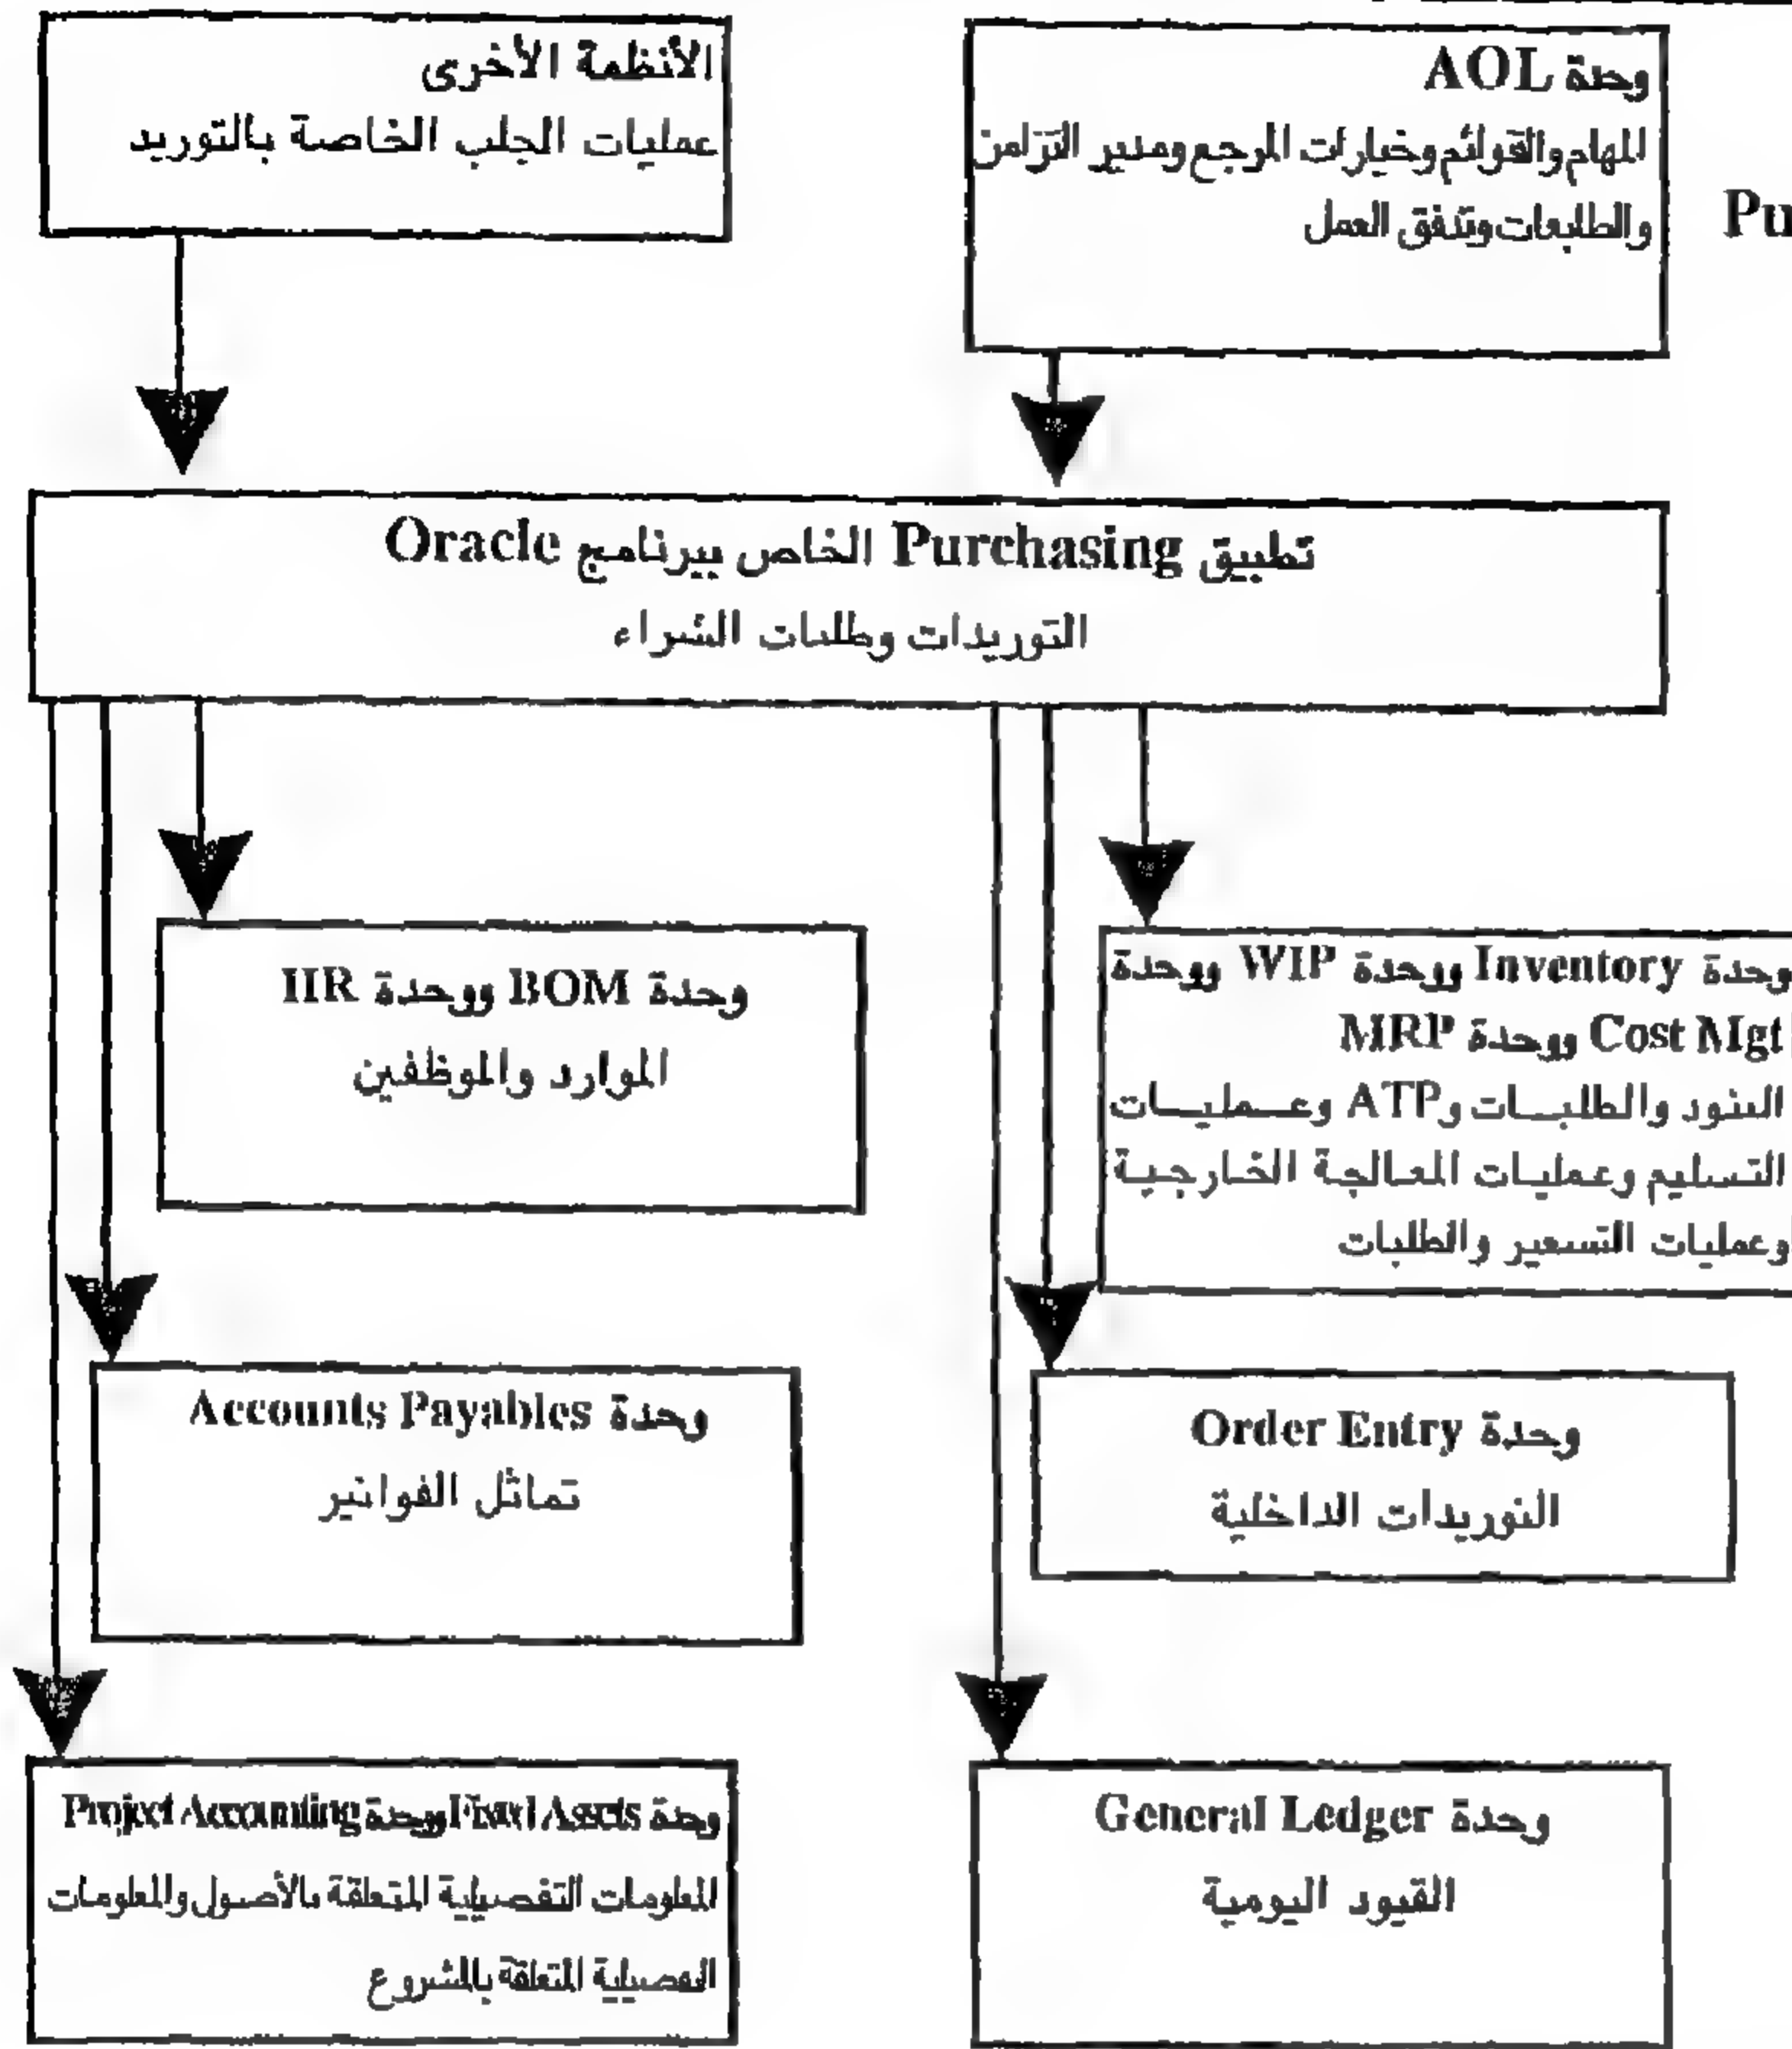 وحدة AOL
المهام والقوائم وخيارات المرجع ومدير التزامن
والطابعات وتدفق العمل
الأنظمة الأخرى
عمليات الجلب الخاصة بالتوريد
Pu
تطبيق Purchasing الخاص ببرنامج Oracle
التوريدات وطلبات الشراء
وحدة Inventory ووحدة WIP ووحدة
Cost Mgt ووحدة MRP
البنود والطلبات وATP وعمليات
التسليم وعمليات المعالجة الخارجية
وعمليات التسعير والطلبات
وحدة BOM ووحدة HR
الموارد والموظفين
وحدة Order Entry
التوريدات الداخلية
وحدة Accounts Payables
تماثل الفواتير
وحدة General Ledger
القيود اليومية
وحدة Fixed Assets ووحدة Project Accounting
المعلومات التفصيلية المتعلقة بالأصول والمعلومات
التفصيلية المتعلقة بالمشروع